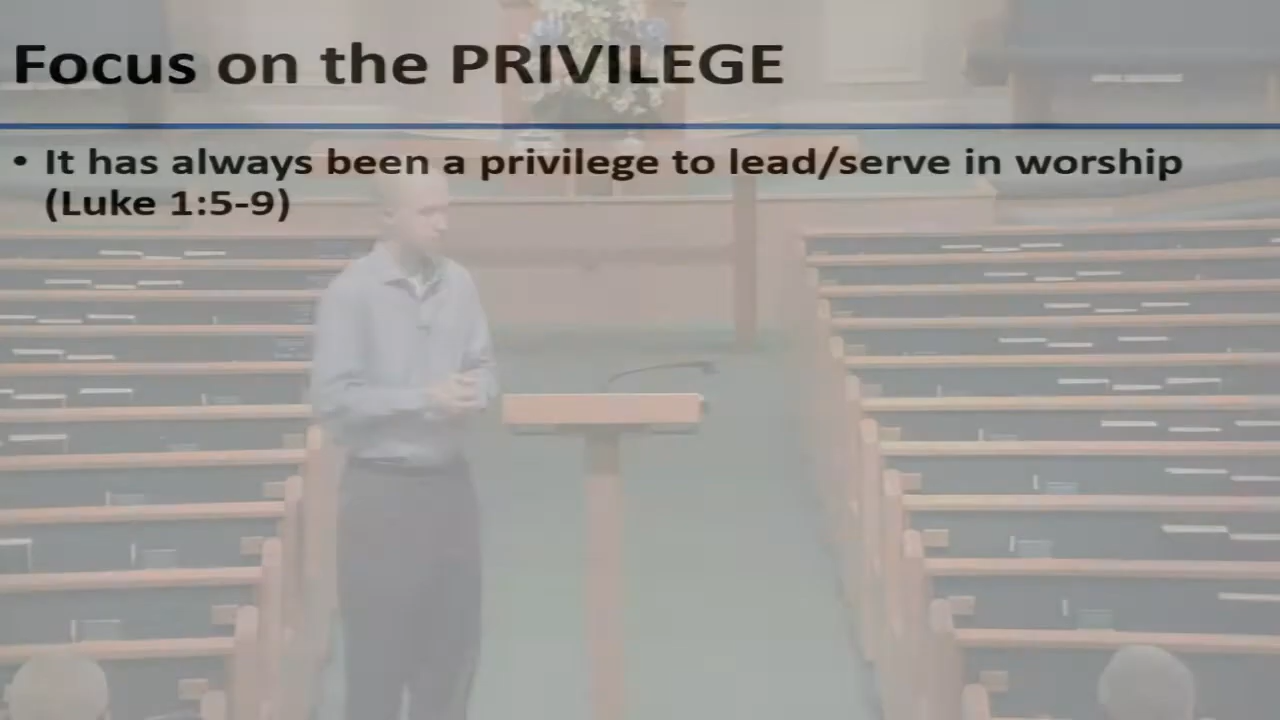 Focus on the PRIVILEGE
• It has always been a privilege to lead/serve in worship
(Luke 1:5-9)